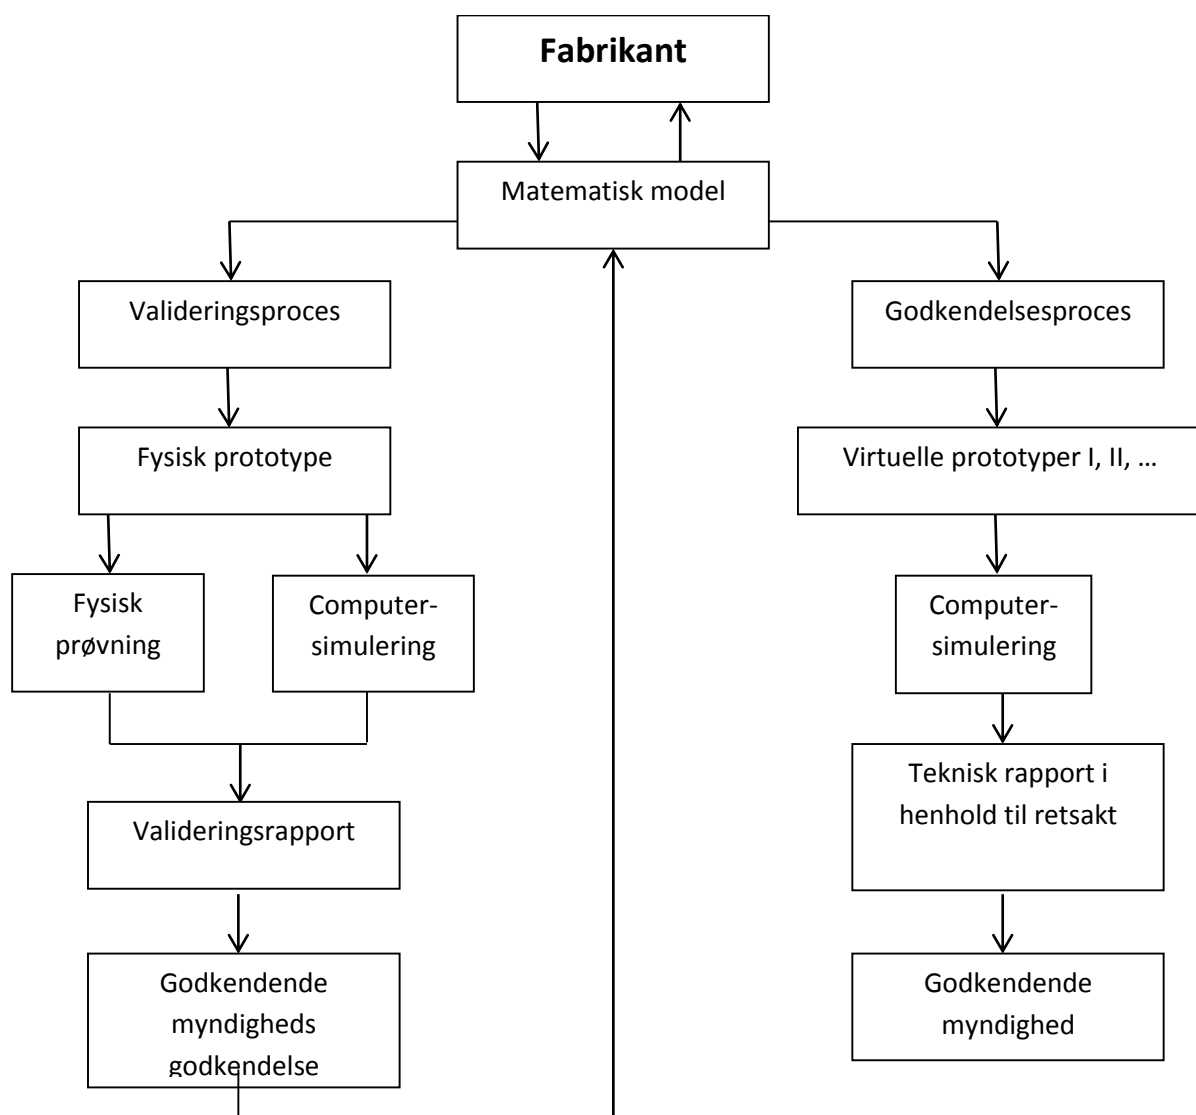 Fabrikant
Matematisk model
Valideringsproces
Godkendelsesproces
Fysisk prototype
Virtuelle prototyper I, II, …
Fysisk
prøvning
Computer-
simulering
Computer-
simulering
Valideringsrapport
Teknisk rapport i
henhold til retsakt
Godkendende
myndigheds
godkendelse
Godkendende
myndighed